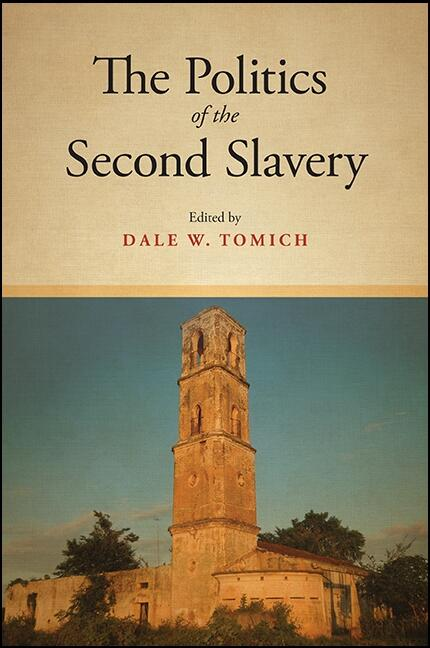 The Politics
of the
Second Slavery
Edited by
DALE W. TOMICH